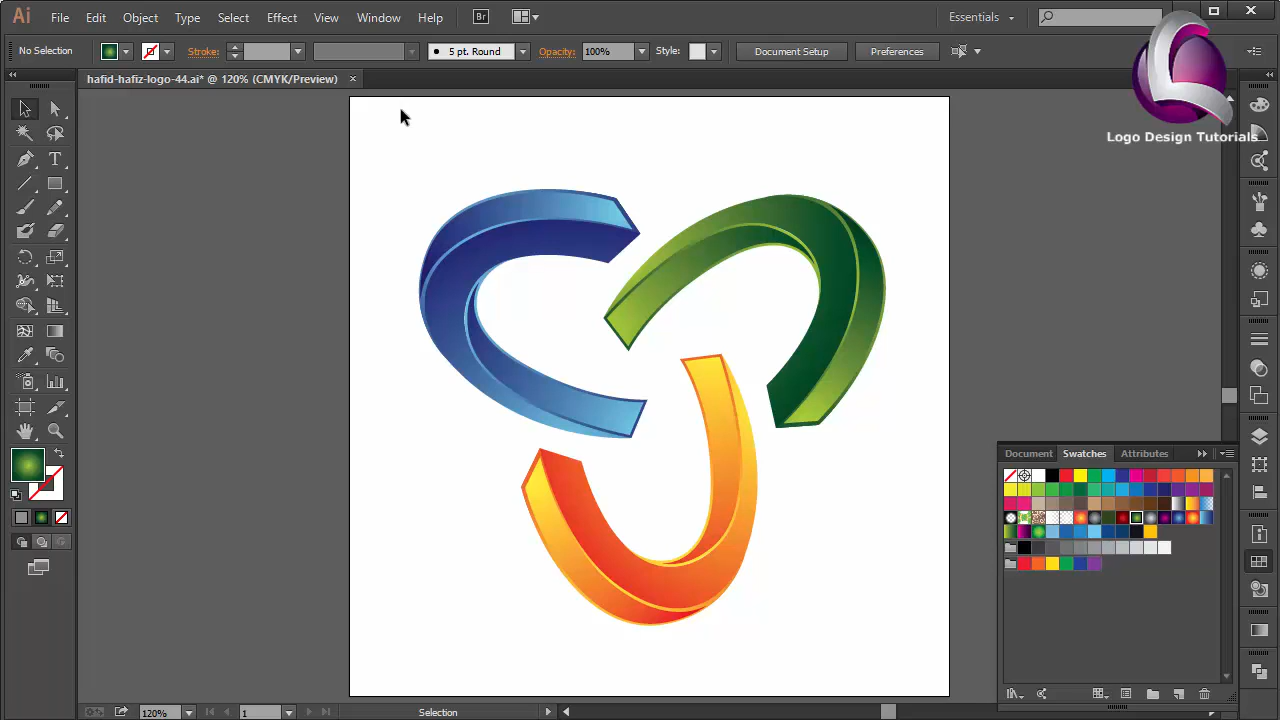 Ai File Edit Object Type Select Effect View Window Help Br Essentials
No Selection Stroke: 5 pt. Round Opacity: 100% Style: Document Setup Preferences
hafid-hafiz-logo-44.ai* @ 120% (CMYK/Preview)
Logo Design Tutorials
T
Document Swatches Attributes
120% 1 Selection